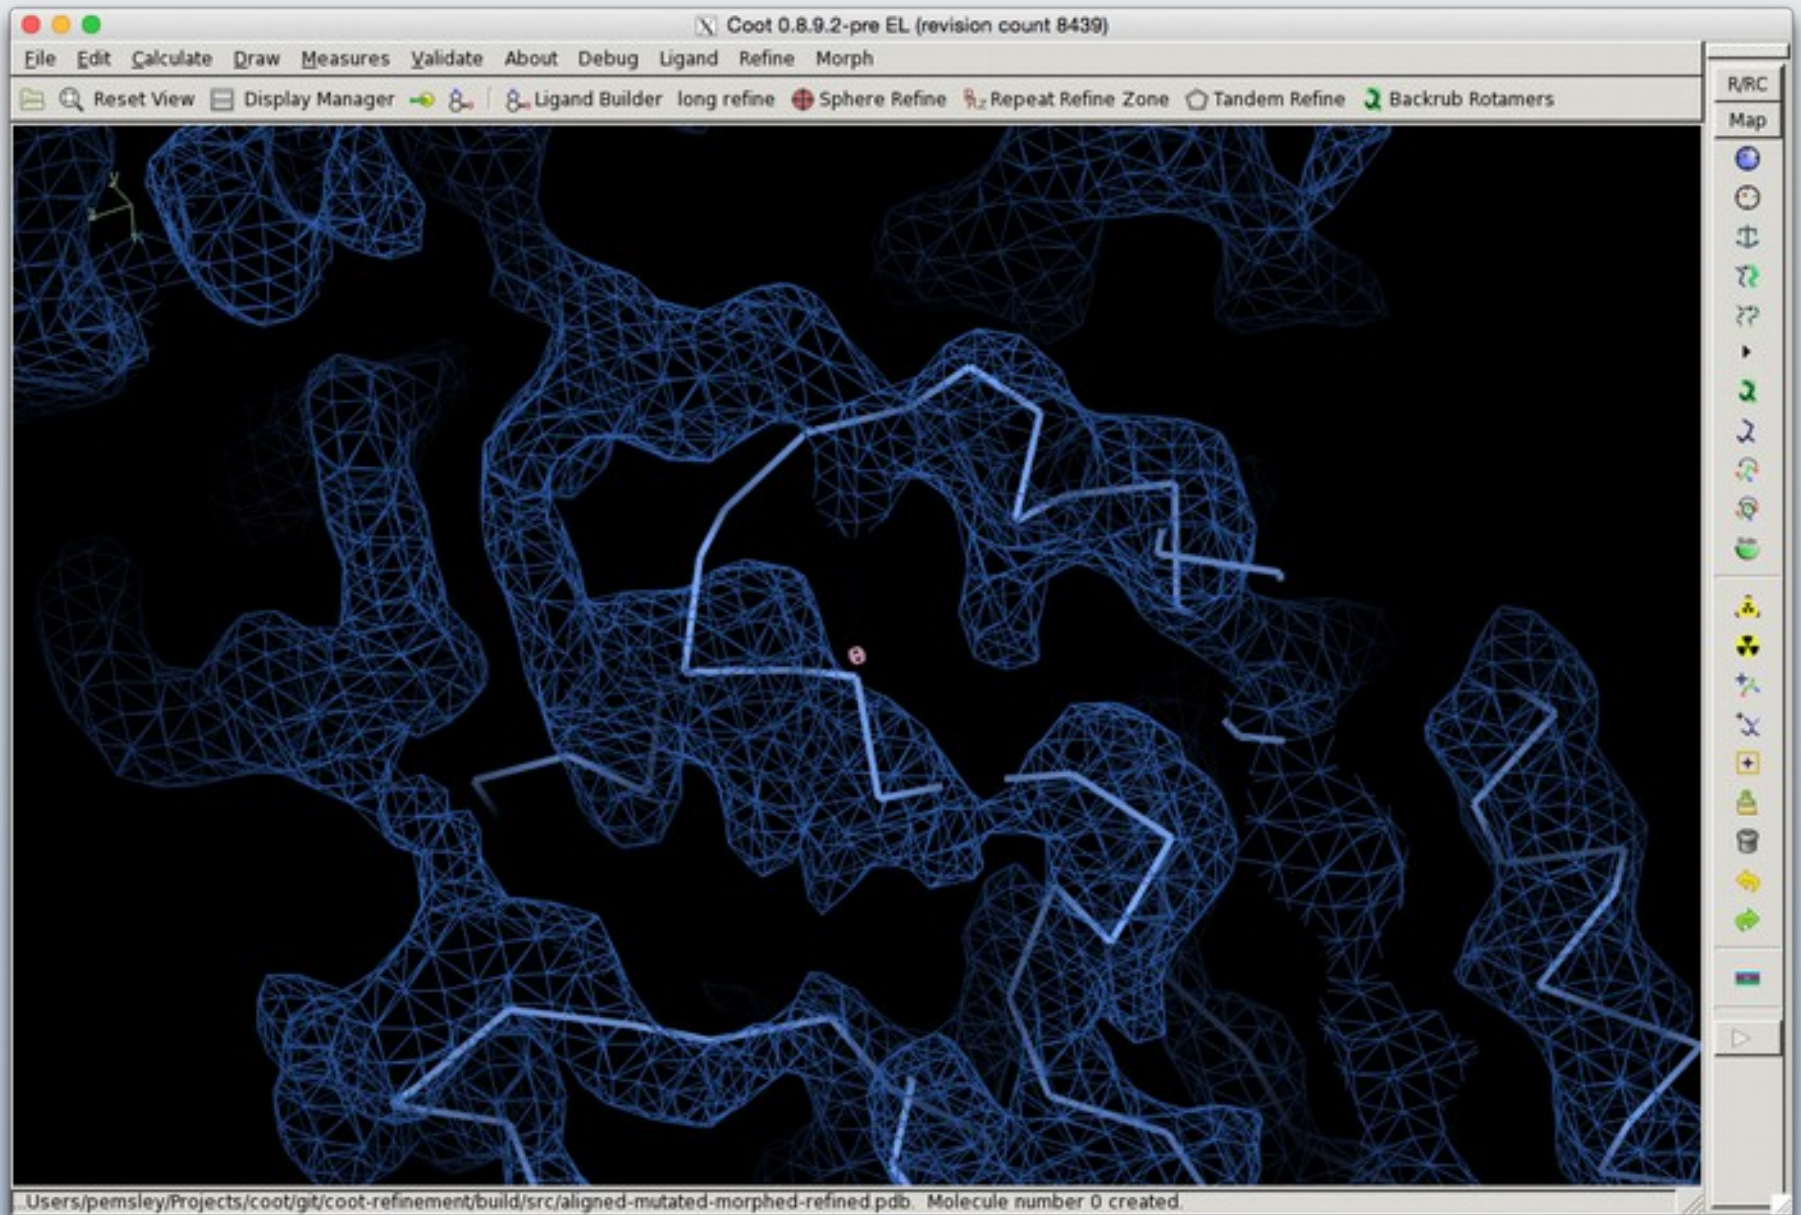 Coot 0.8.9.2-pre EL (revision count 8439)
File Edit Calculate Draw Measures Validate About Debug Ligand Refine Morph
Reset View Display Manager Ligand Builder long refine Sphere Refine Repeat Refine Zone Tandem Refine Backrub Rotamers
R/RC
Map
..Users/pemsley/Projects/coot/git/coot-refinement/build/src/aligned-mutated-morphed-refined.pdb. Molecule number 0 created.